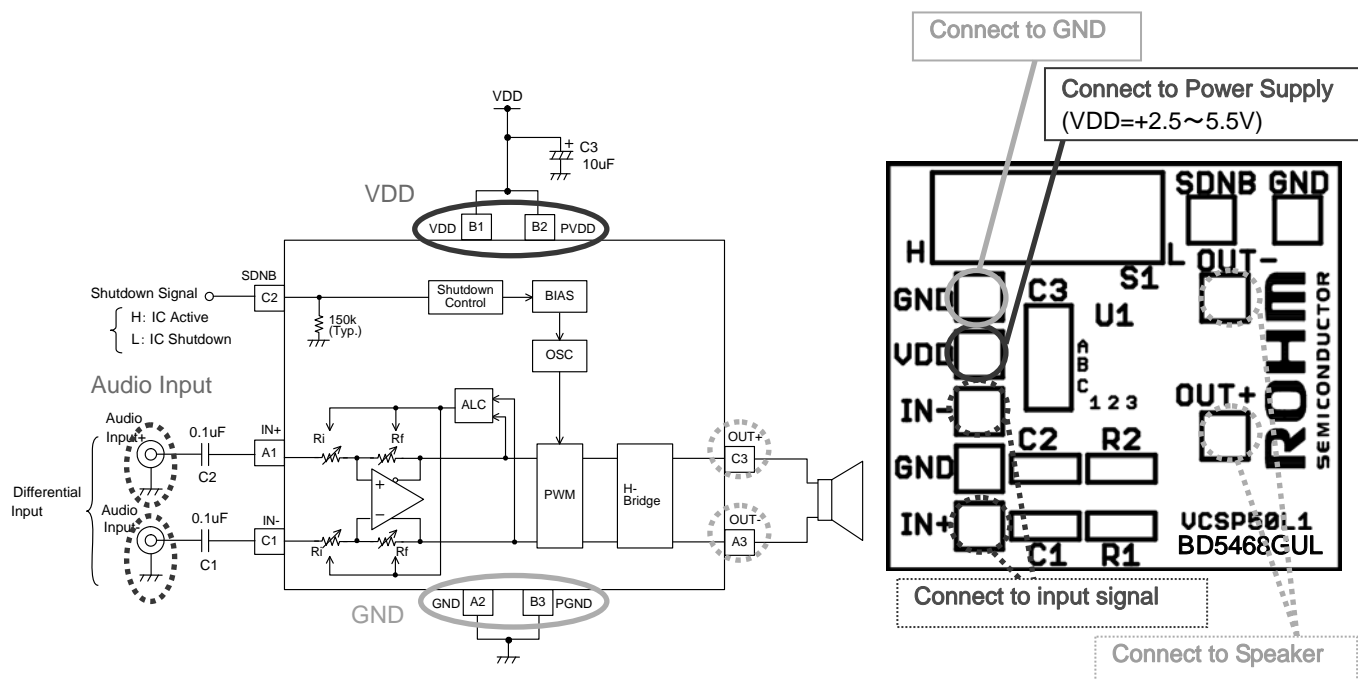 VDD
+
C3
10uF
VDD
VDD B1
B2 PVDD
SDNB
C2
Shutdown Signal
H: IC Active
L: IC Shutdown
150k
(Typ.)
Shutdown
Control
BIAS
OSC
Audio Input
ALC
Audio
Input+
0.1uF
C2
IN+
A1
Ri
Rf
Differential
Input
+
−
PWM
H-
Bridge
OUT+
C3
OUT-
A3
Audio
Input-
0.1uF
C1
IN-
C1
Ri
Rf
GND
GND A2
B3 PGND
Connect to GND
Connect to Power Supply
(VDD=+2.5～5.5V)
SDNB GND
H
L
S1
OUT-
GND
C3
U1
VDD
A
B
C
1 2 3
IN-
OUT+
C2
R2
GND
IN+
C1
R1
VCSP50L1
BD5468GUL
ROHM
SEMICONDUCTOR
Connect to input signal
Connect to Speaker